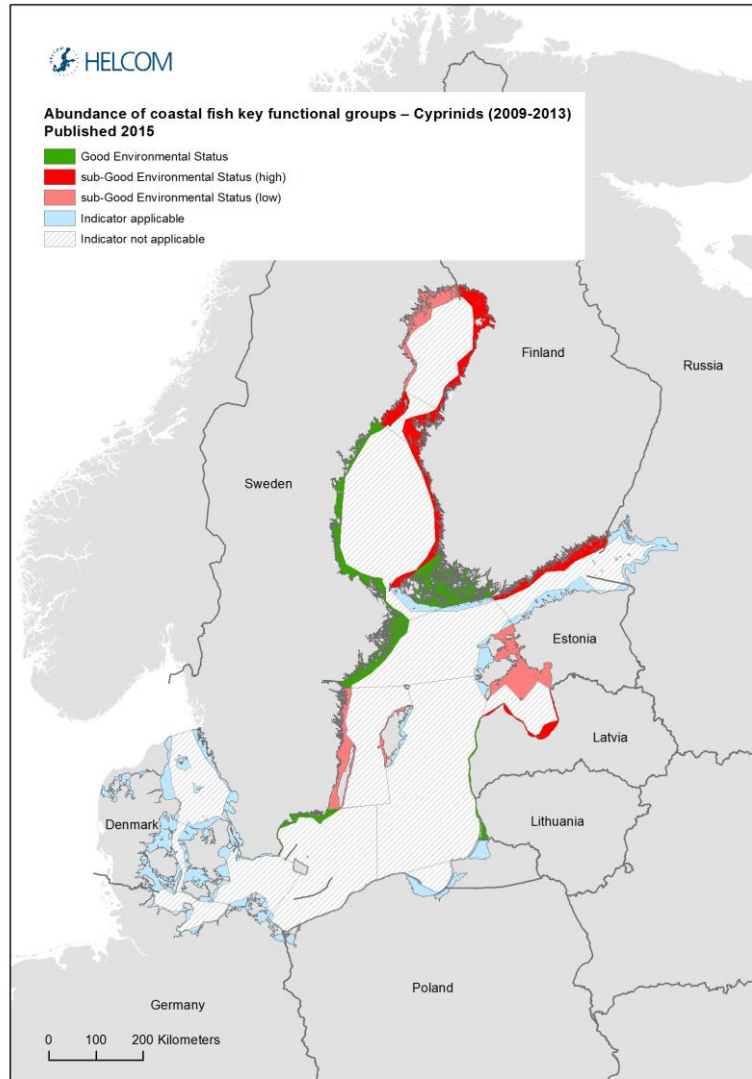 HELCOM
Abundance of coastal fish key functional groups – Cyprinids (2009-2013)
Published 2015
Good Environmental Status
sub-Good Environmental Status (high)
sub-Good Environmental Status (low)
Indicator applicable
Indicator not applicable
Finland
Russia
Sweden
Estonia
Latvia
Denmark
Lithuania
Poland
Germany
0 100 200 Kilometers